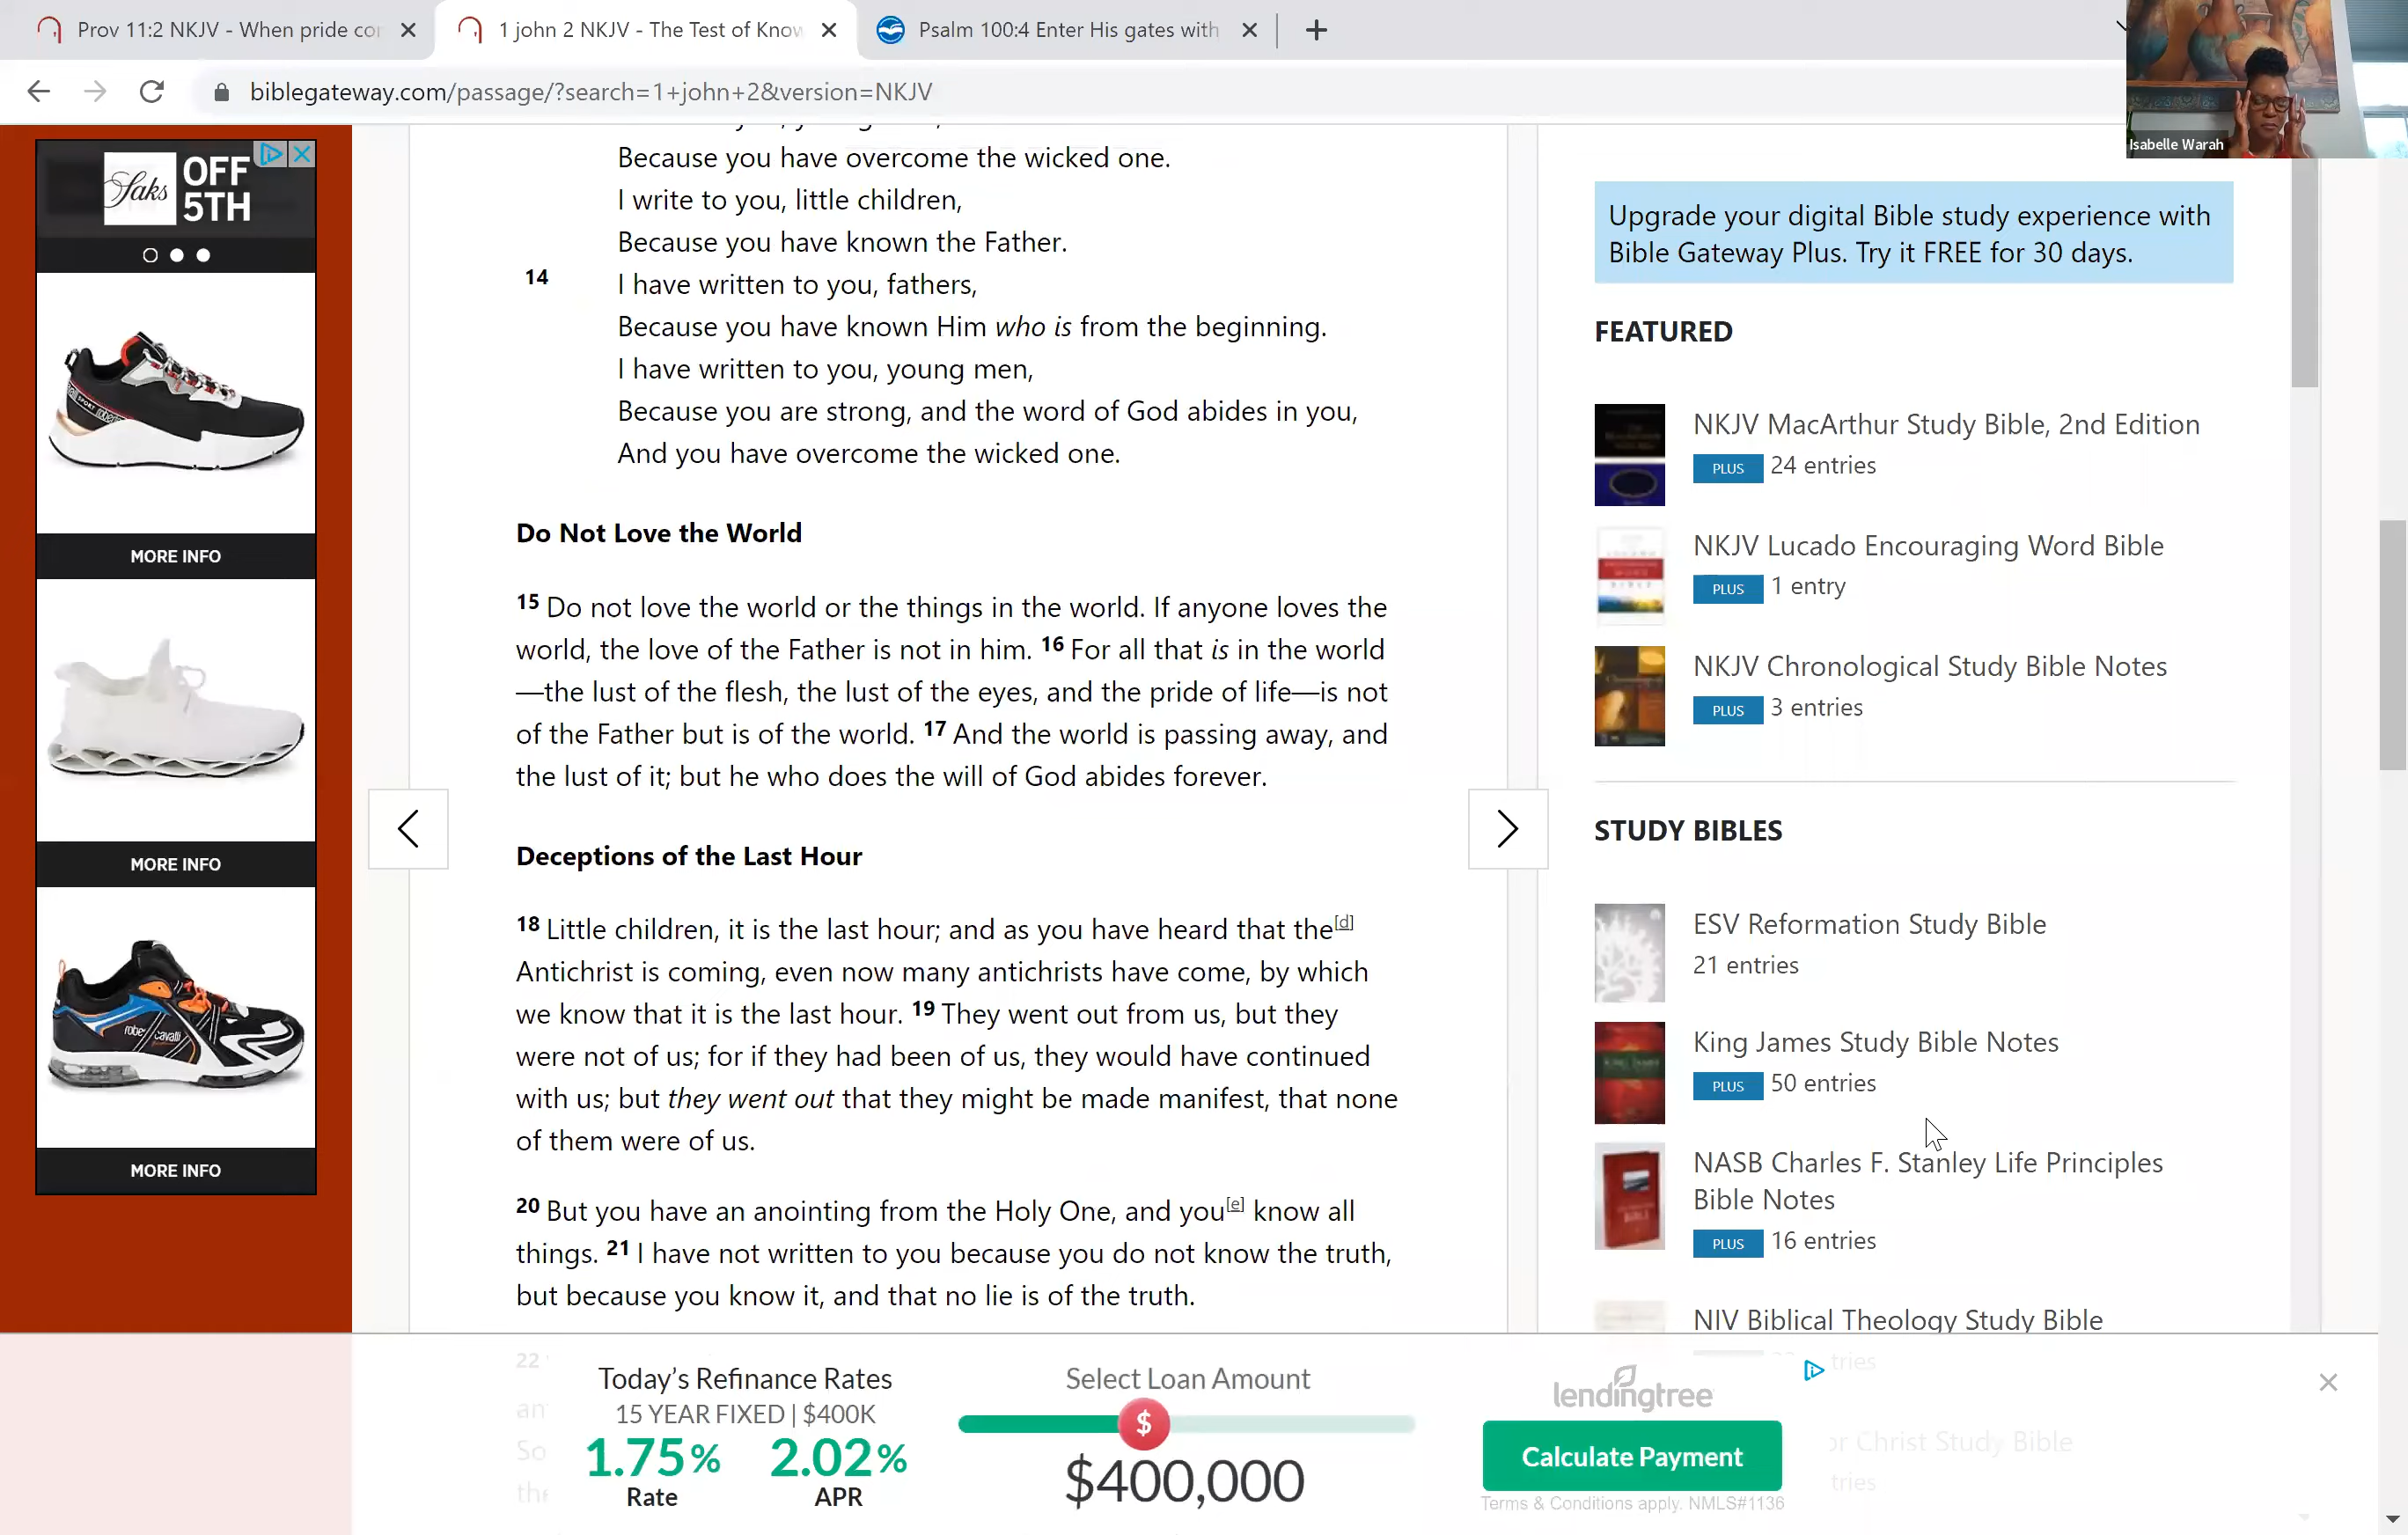 Prov 11:2 NKJV - When pride co
1 john 2 NKJV - The Test of Know
Psalm 100:4 Enter His gates with
biblegateway.com/passage/?search=1+john+2&version=NKJV
Isabelle Warah
Saks OFF 5TH
MORE INFO
MORE INFO
robe cavalli
MORE INFO
Because you have overcome the wicked one.
I write to you, little children,
Because you have known the Father.
14 I have written to you, fathers,
Because you have known Him who is from the beginning.
I have written to you, young men,
Because you are strong, and the word of God abides in you,
And you have overcome the wicked one.
Do Not Love the World
15 Do not love the world or the things in the world. If anyone loves the
world, the love of the Father is not in him. 16 For all that is in the world
—the lust of the flesh, the lust of the eyes, and the pride of life—is not
of the Father but is of the world. 17 And the world is passing away, and
the lust of it; but he who does the will of God abides forever.
Deceptions of the Last Hour
18 Little children, it is the last hour; and as you have heard that the[d]
Antichrist is coming, even now many antichrists have come, by which
we know that it is the last hour. 19 They went out from us, but they
were not of us; for if they had been of us, they would have continued
with us; but they went out that they might be made manifest, that none
of them were of us.
20 But you have an anointing from the Holy One, and you[e] know all
things. 21 I have not written to you because you do not know the truth,
but because you know it, and that no lie is of the truth.
22
an
So
the
Upgrade your digital Bible study experience with
Bible Gateway Plus. Try it FREE for 30 days.
FEATURED
NKJV MacArthur Study Bible, 2nd Edition
PLUS 24 entries
NKJV Lucado Encouraging Word Bible
PLUS 1 entry
NKJV Chronological Study Bible Notes
PLUS 3 entries
STUDY BIBLES
ESV Reformation Study Bible
21 entries
King James Study Bible Notes
PLUS 50 entries
NASB Charles F. Stanley Life Principles
Bible Notes
PLUS 16 entries
NIV Biblical Theology Study Bible
tries
or Christ Study Bible
tries
Today's Refinance Rates
15 YEAR FIXED | $400K
1.75% 2.02%
Rate APR
Select Loan Amount
$
$400,000
lendingtree
Calculate Payment
Terms & Conditions apply. NMLS#1136